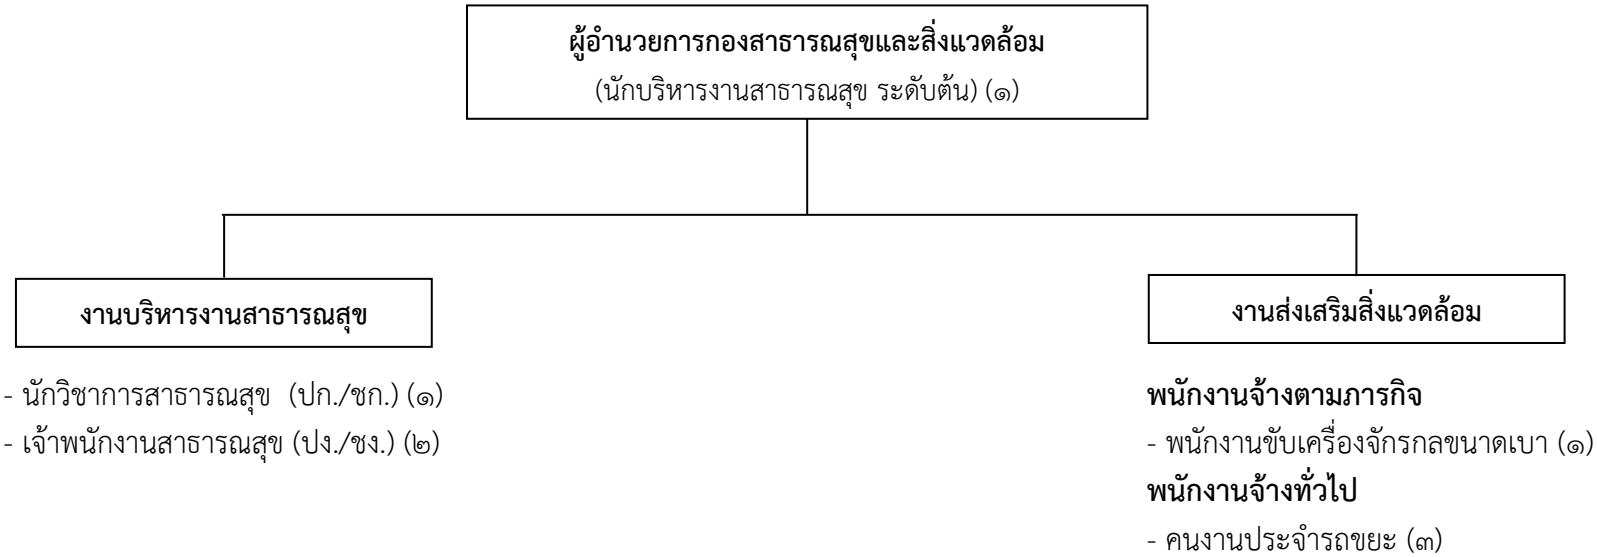 ผู้อำนวยการกองสาธารณสุขและสิ่งแวดล้อม
(นักบริหารงานสาธารณสุข ระดับต้น) (๑)
งานบริหารงานสาธารณสุข
- นักวิชาการสาธารณสุข (ปก./ชก.) (๑)
- เจ้าพนักงานสาธารณสุข (ปง./ชง.) (๒)
งานส่งเสริมสิ่งแวดล้อม
พนักงานจ้างตามภารกิจ
- พนักงานขับเครื่องจักรกลขนาดเบา (๑)
พนักงานจ้างทั่วไป
- คนงานประจำรถขยะ (๓)